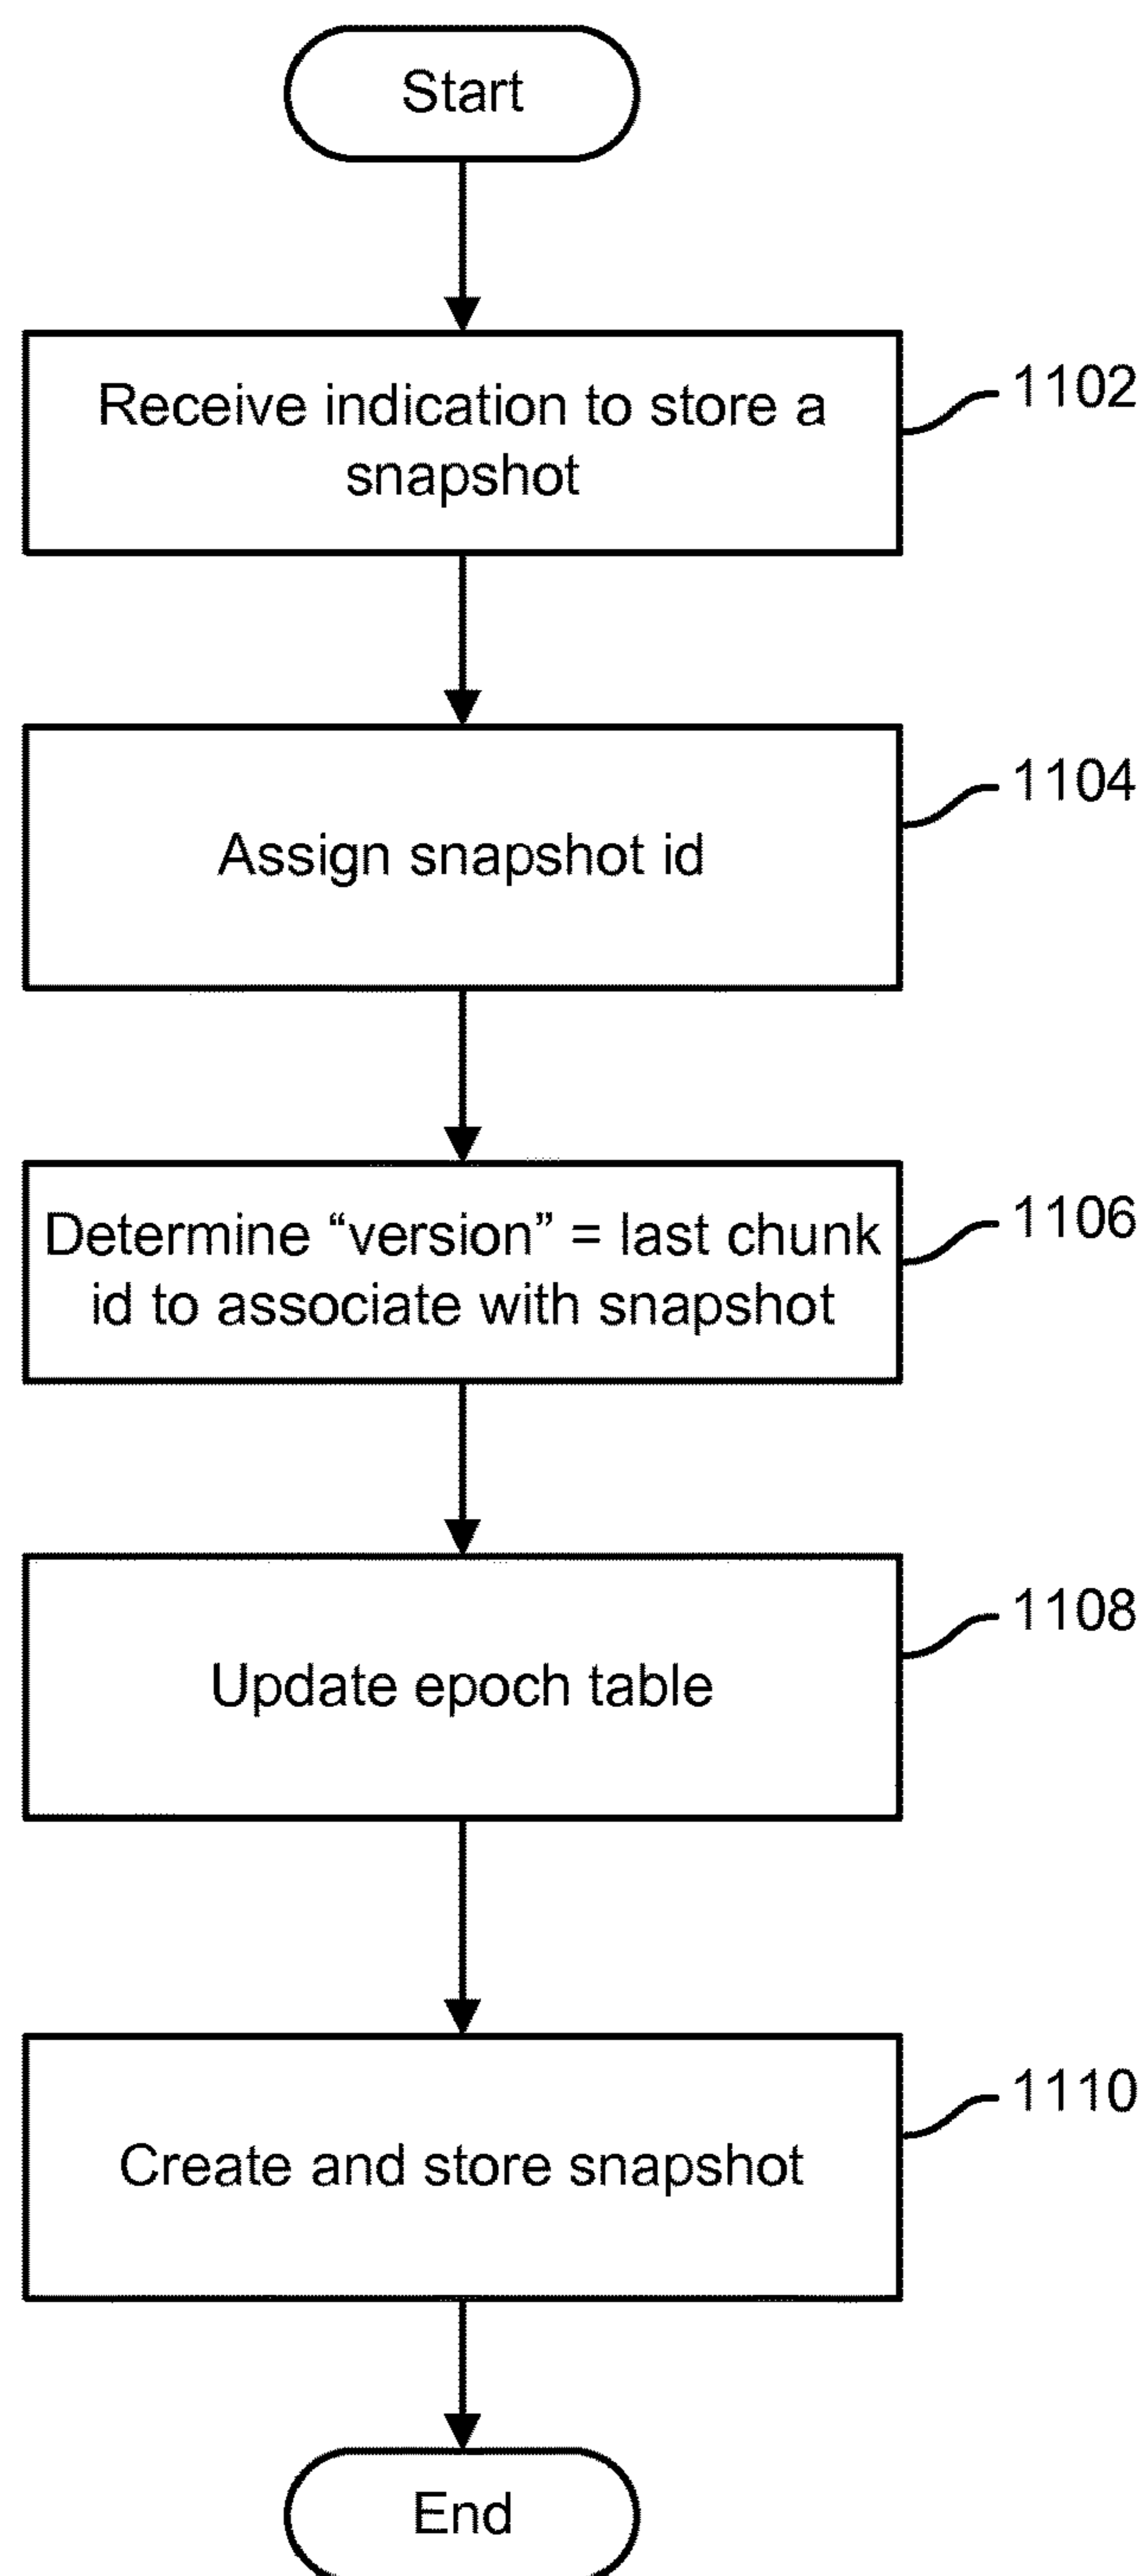 Start
Receive indication to store a
snapshot
1102
Assign snapshot id
1104
Determine “version” = last chunk
id to associate with snapshot
1106
Update epoch table
1108
Create and store snapshot
1110
End